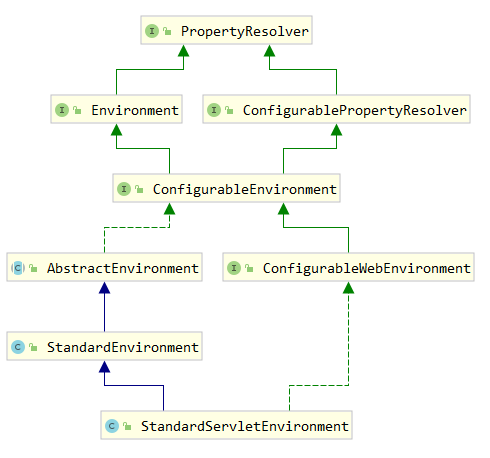 I PropertyResolver
I Environment
I ConfigurablePropertyResolver
I ConfigurableEnvironment
C AbstractEnvironment
I ConfigurableWebEnvironment
C StandardEnvironment
C StandardServletEnvironment